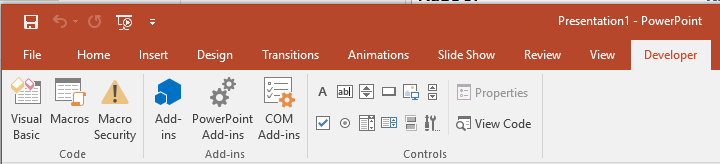 Presentation1 - PowerPoint
File Home Insert Design Transitions Animations Slide Show Review View Developer
Visual Basic
Macros
Macro Security
Add-ins
PowerPoint Add-ins
COM Add-ins
A ab|
Properties
View Code
Code Add-ins Controls